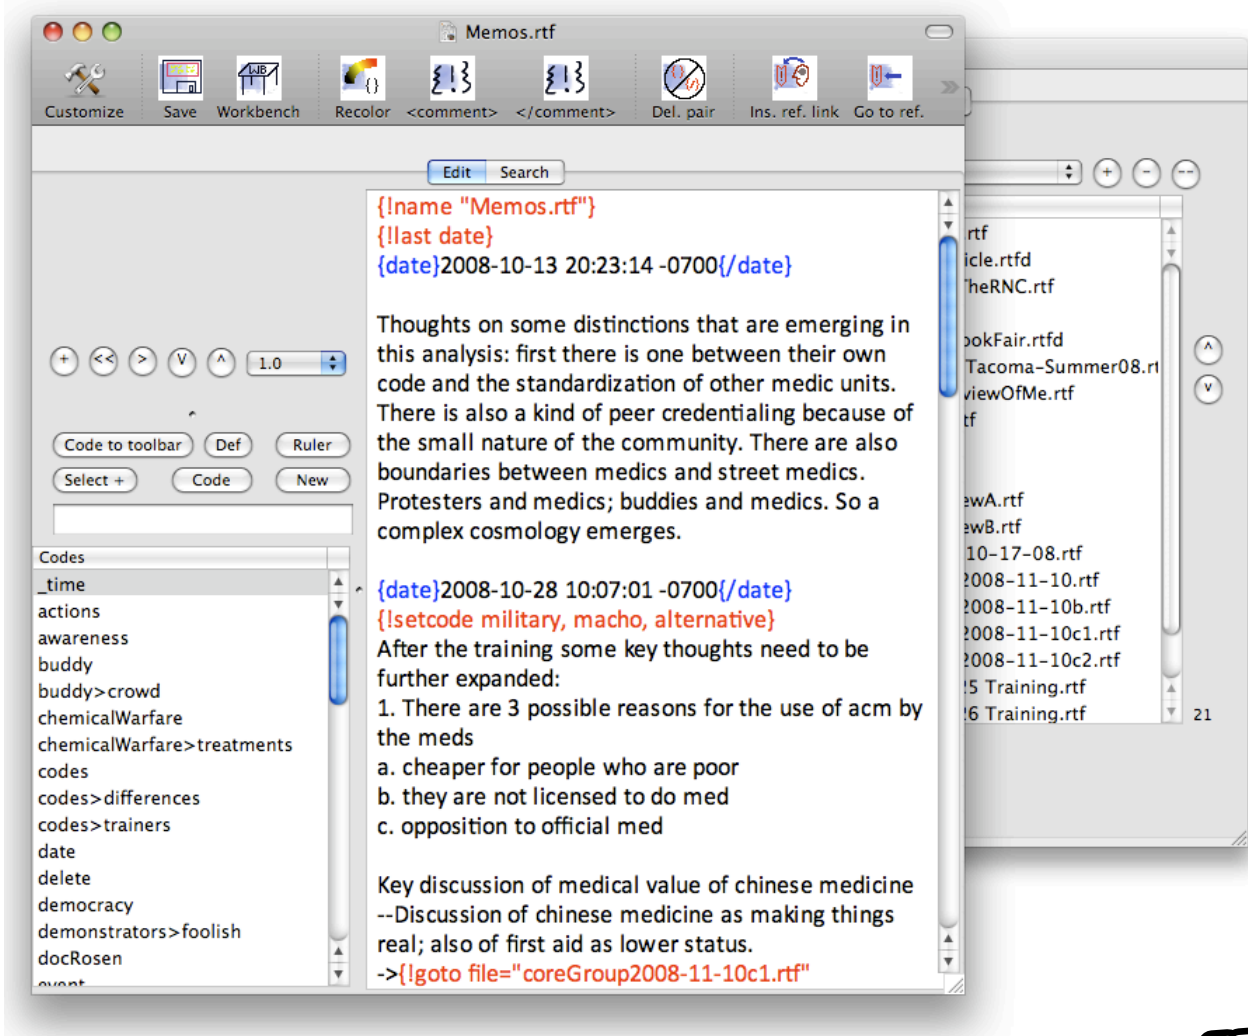 Memos.rtf
Customize Save Workbench Recolor <comment> </comment> Del. pair Ins. ref. link Go to ref.
Edit Search
{!name "Memos.rtf"}
{!last date}
{date}2008-10-13 20:23:14 -0700{/date}
Thoughts on some distinctions that are emerging in
this analysis: first there is one between their own
code and the standardization of other medic units.
There is also a kind of peer credentialing because of
the small nature of the community. There are also
boundaries between medics and street medics.
Protesters and medics; buddies and medics. So a
complex cosmology emerges.
{date}2008-10-28 10:07:01 -0700{/date}
{!setcode military, macho, alternative}
After the training some key thoughts need to be
further expanded:
1. There are 3 possible reasons for the use of acm by
the meds
a. cheaper for people who are poor
b. they are not licensed to do med
c. opposition to official med
Key discussion of medical value of chinese medicine
--Discussion of chinese medicine as making things
real; also of first aid as lower status.
->{!goto file="coreGroup2008-11-10c1.rtf"
+ << > V ^ 1.0
Code to toolbar Def Ruler
Select + Code New
Codes
_time
actions
awareness
buddy
buddy>crowd
chemicalWarfare
chemicalWarfare>treatments
codes
codes>differences
codes>trainers
date
delete
democracy
demonstrators>foolish
docRosen
event
+ - --
rtf
icle.rtfd
TheRNC.rtf
ookFair.rtfd
Tacoma-Summer08.rt
viewOfMe.rtf
tf
ewA.rtf
ewB.rtf
10-17-08.rtf
2008-11-10.rtf
2008-11-10b.rtf
2008-11-10c1.rtf
2008-11-10c2.rtf
25 Training.rtf
26 Training.rtf
^
v
21